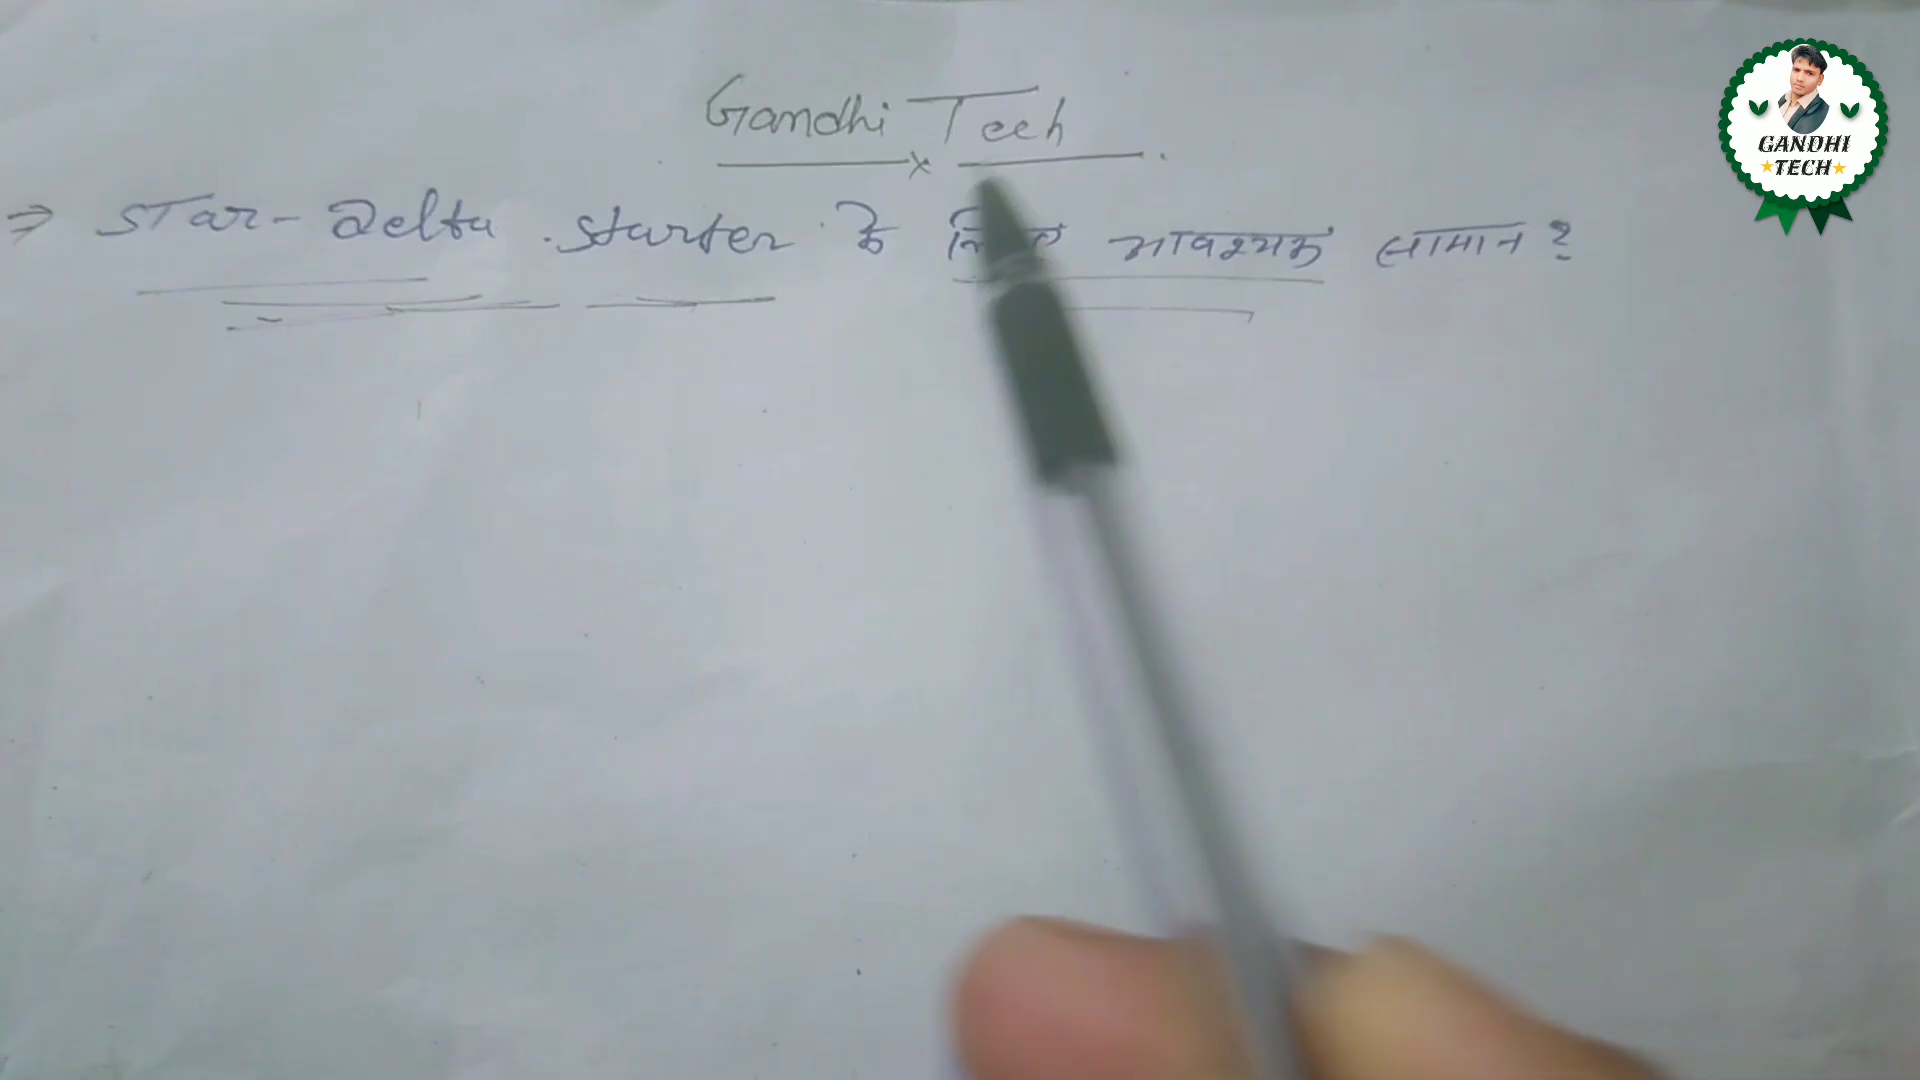 Gandhi Tech
⇒ Star-Delta starter के लिए आवश्यक सामान ?
GANDHI
TECH